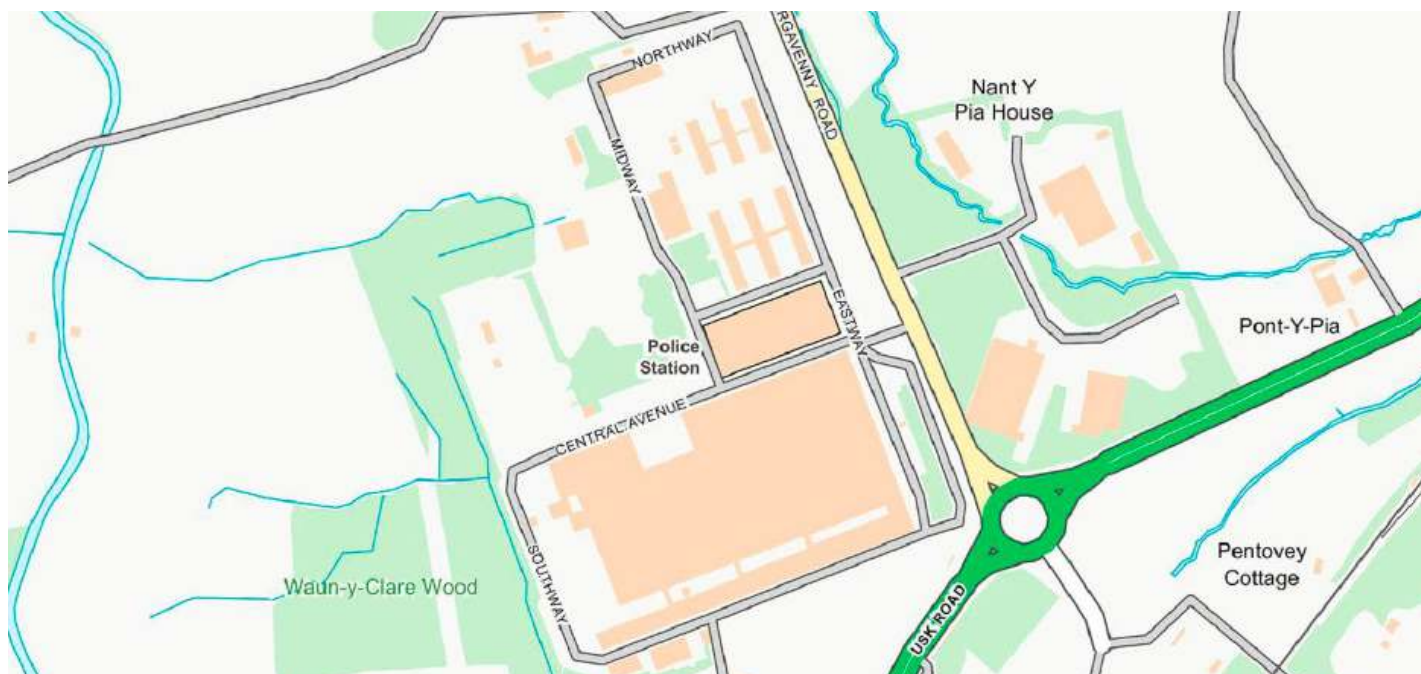 RGAVENNY ROAD
NORTHWAY
Nant Y
Pia House
MIDWAY
EASTWAY
Pont-Y-Pia
Police
Station
CENTRAL AVENUE
SOUTHWAY
Waun-y-Clare Wood
Pentovey
Cottage
USK ROAD